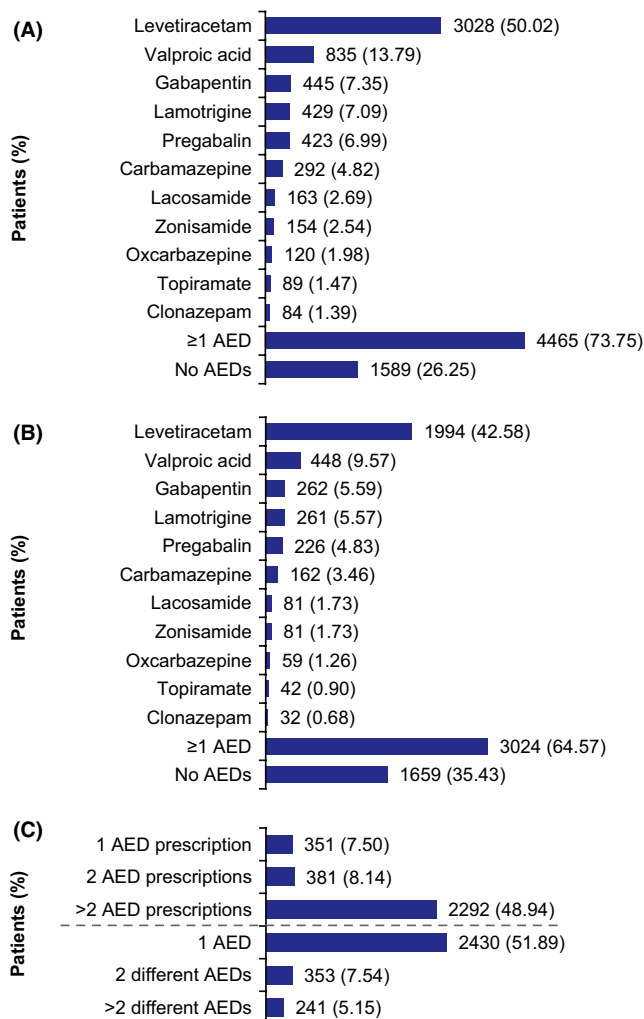 (A)
Patients (%)
Levetiracetam 3028 (50.02)
Valproic acid 835 (13.79)
Gabapentin 445 (7.35)
Lamotrigine 429 (7.09)
Pregabalin 423 (6.99)
Carbamazepine 292 (4.82)
Lacosamide 163 (2.69)
Zonisamide 154 (2.54)
Oxcarbazepine 120 (1.98)
Topiramate 89 (1.47)
Clonazepam 84 (1.39)
≥1 AED 4465 (73.75)
No AEDs 1589 (26.25)
(B)
Patients (%)
Levetiracetam 1994 (42.58)
Valproic acid 448 (9.57)
Gabapentin 262 (5.59)
Lamotrigine 261 (5.57)
Pregabalin 226 (4.83)
Carbamazepine 162 (3.46)
Lacosamide 81 (1.73)
Zonisamide 81 (1.73)
Oxcarbazepine 59 (1.26)
Topiramate 42 (0.90)
Clonazepam 32 (0.68)
≥1 AED 3024 (64.57)
No AEDs 1659 (35.43)
(C)
Patients (%)
1 AED prescription 351 (7.50)
2 AED prescriptions 381 (8.14)
>2 AED prescriptions 2292 (48.94)
1 AED 2430 (51.89)
2 different AEDs 353 (7.54)
>2 different AEDs 241 (5.15)